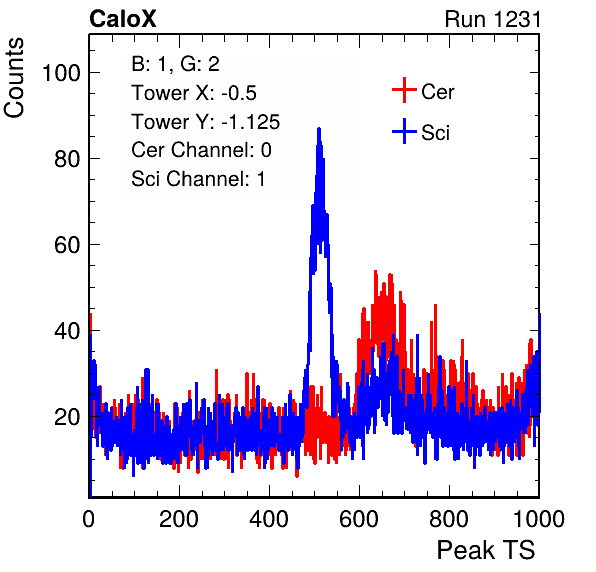 CaloX Run 1231
Counts
B: 1, G: 2
Tower X: -0.5
Tower Y: -1.125
Cer Channel: 0
Sci Channel: 1
Cer
Sci
100
80
60
40
20
0 200 400 600 800 1000
Peak TS